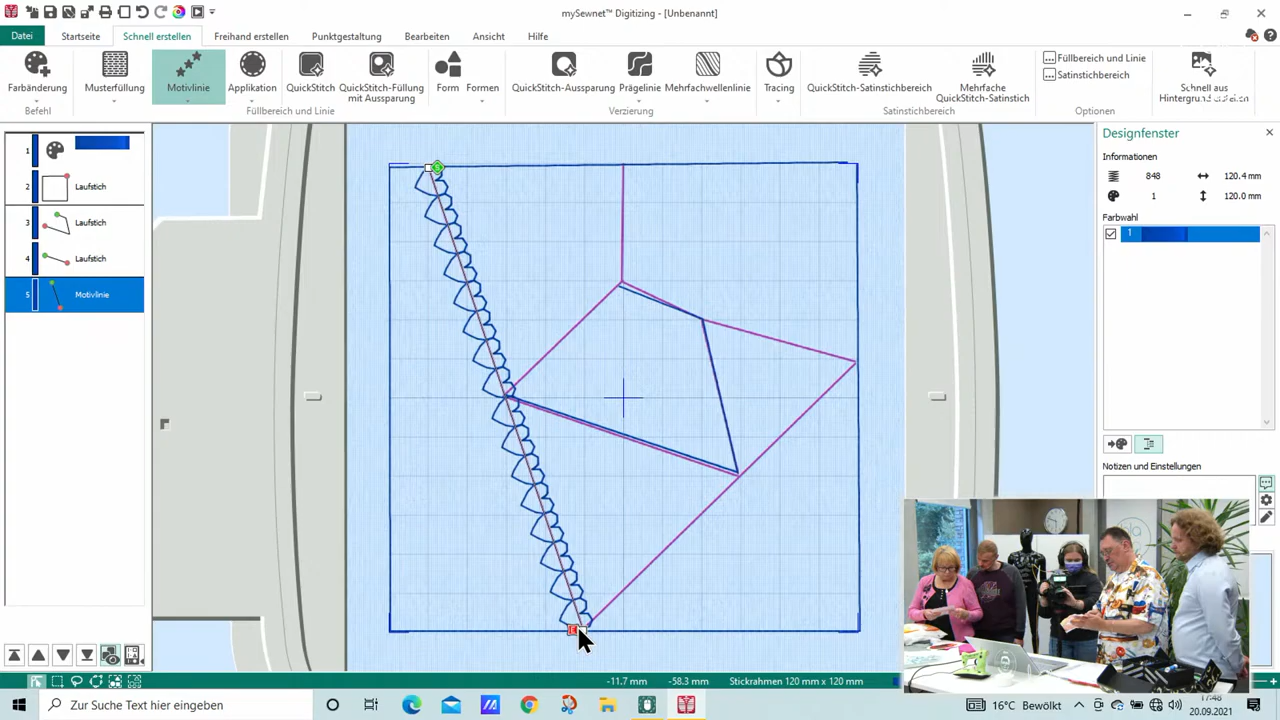 mySewnet™ Digitizing - [Unbenannt]
Datei
Startseite
Schnell erstellen
Freihand erstellen
Punktgestaltung
Bearbeiten
Ansicht
Hilfe
Farbänderung
Musterfüllung
Motivlinie
Applikation
QuickStitch
QuickStitch-Füllung
mit Aussparung
Form
Formen
QuickStitch-Aussparung
Prägelinie
Mehrfachwellenlinie
Tracing
QuickStitch-Satinstichbereich
Mehrfache
QuickStitch-Satinstich
Füllbereich und Linie
Satinstichbereich
Schnell aus
Befehl
Füllbereich und Linie
Verzierung
Satinstichbereich
Optionen
1
2 Laufstich
3 Laufstich
4 Laufstich
5 Motivlinie
Designfenster
Informationen
848
120.4 mm
1
120.0 mm
Farbwahl
1
Notizen und Einstellungen
-11.7 mm
-58.3 mm
Stickrahmen 120 mm x 120 mm
Zur Suche Text hier eingeben
16°C Bewölkt
17:48
20.09.2021